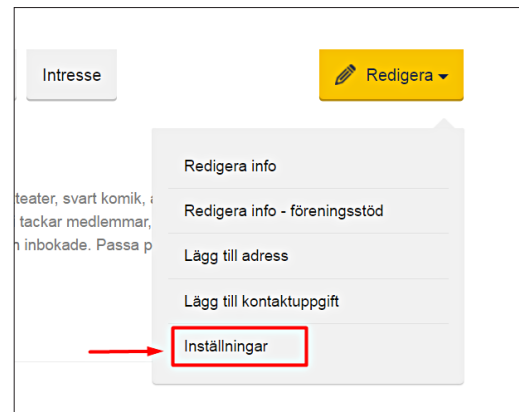 Intresse
Redigera
Redigera info
teater, svart komik,
Redigera info - föreningsstöd
tackar medlemmar,
inbokade. Passa
Lägg till adress
Lägg till kontaktuppgift
Inställningar